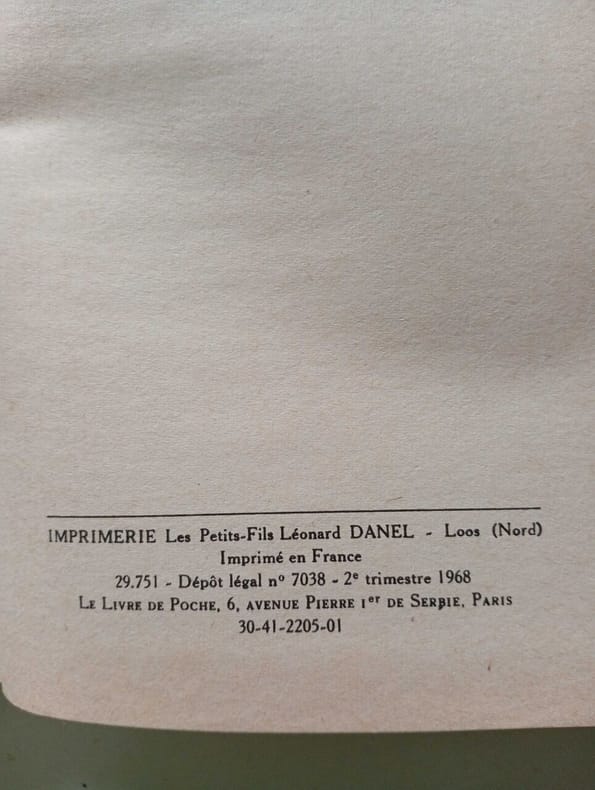 IMPRIMERIE Les Petits-Fils Léonard DANEL - Loos (Nord)
Imprimé en France
29.751 - Dépôt légal nº 7038 - 2e trimestre 1968
LE LIVRE DE POCHE, 6, AVENUE PIERRE Ier DE SERBIE, PARIS
30-41-2205-01